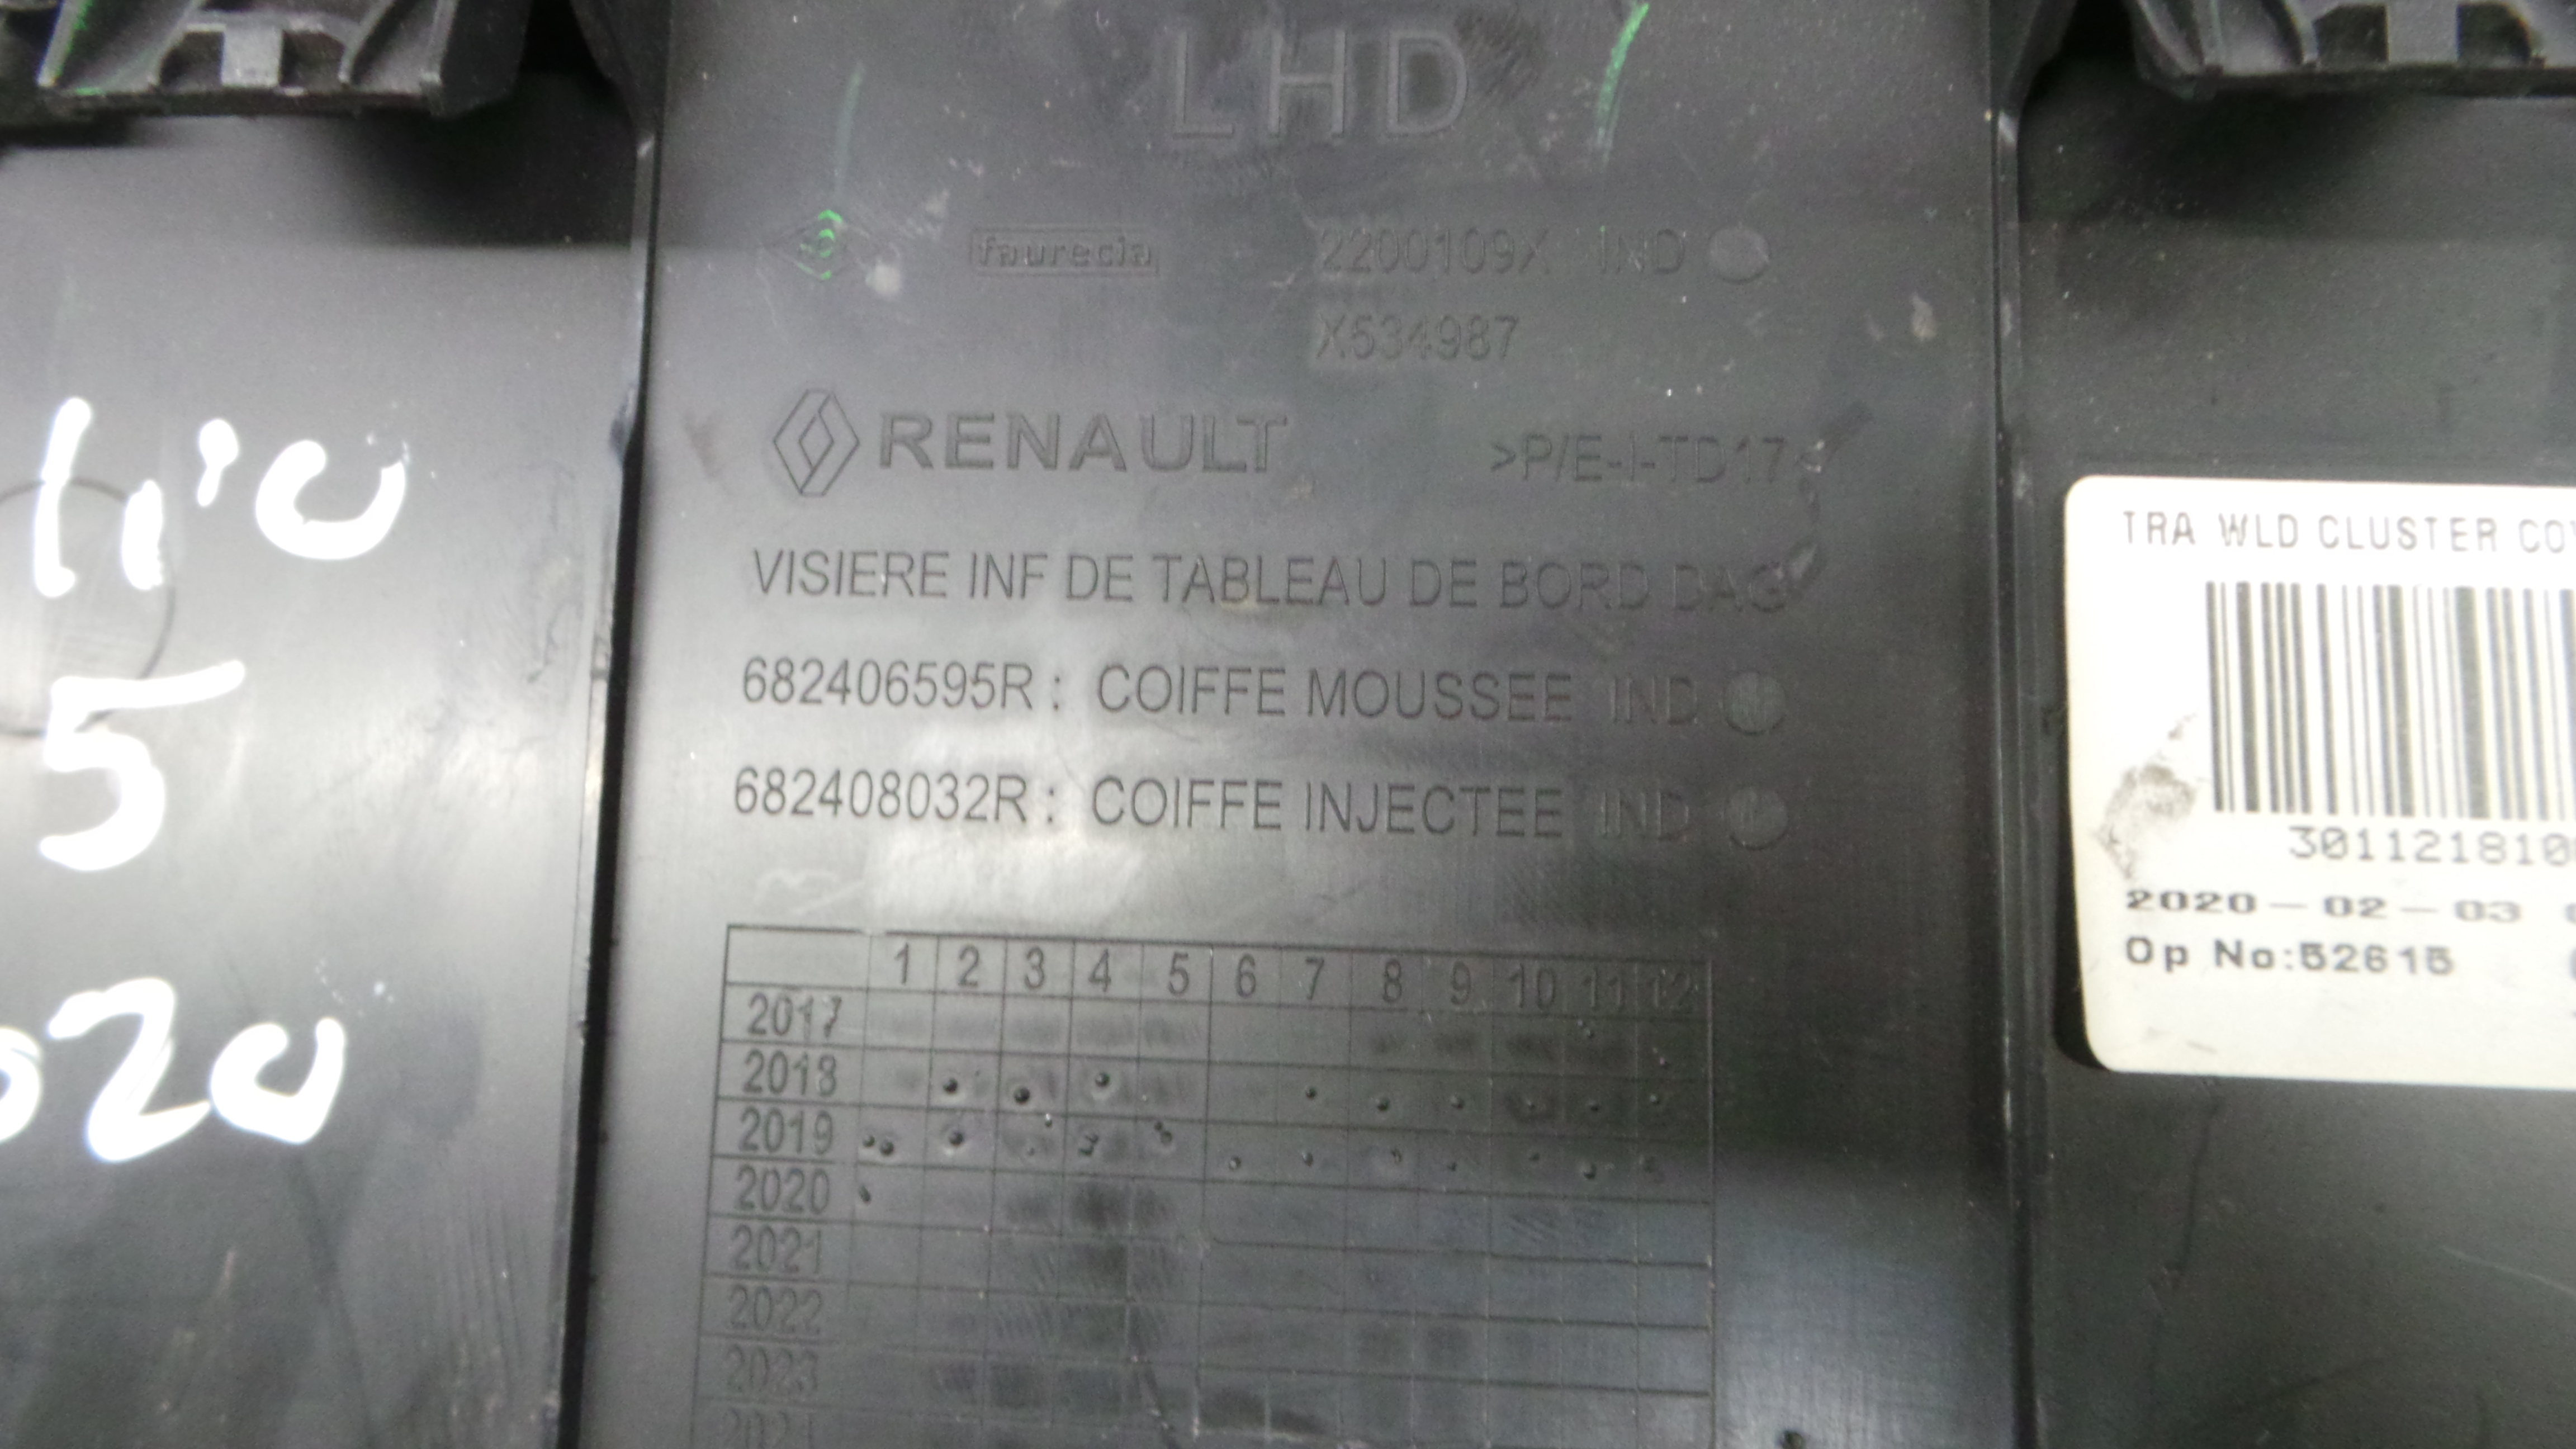 LHD
faurecia 2200109X IND
X534987
RENAULT >P/E-I-TD17<
VISIERE INF DE TABLEAU DE BORD DAG
682406595R : COIFFE MOUSSEE IND
682408032R : COIFFE INJECTEE IND
1 2 3 4 5 6 7 8 9 10 11 12
2017
2018
2019
2020
2021
2022
2023
TRA WLD CLUSTER
2020-02-03
Op No:52615
5